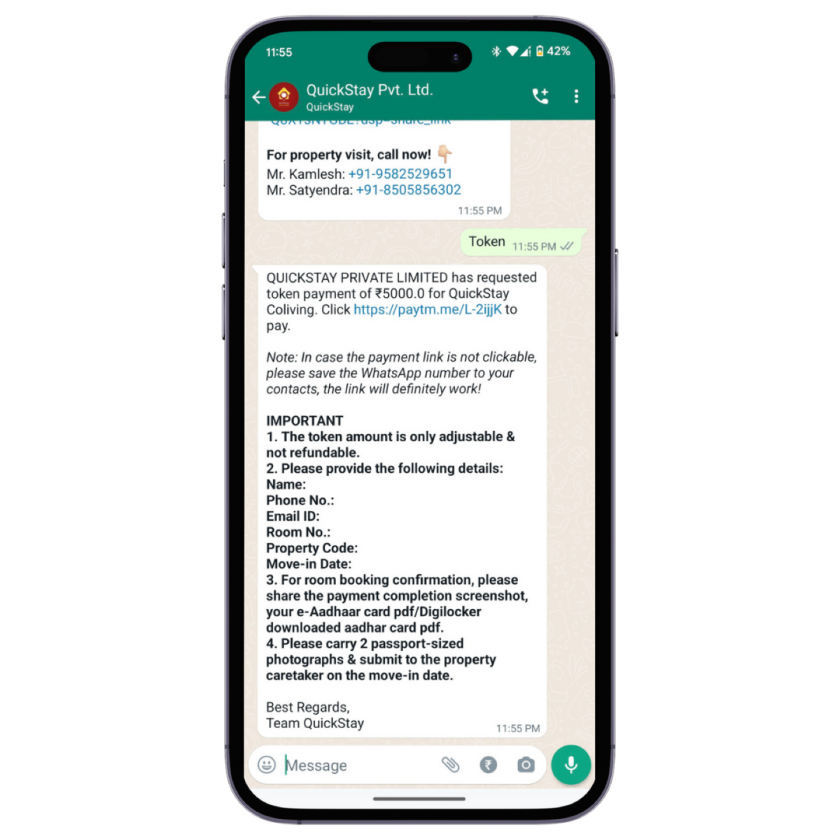 11:55
42%
QuickStay Pvt. Ltd.
QuickStay
For property visit, call now! 👇🏻
Mr. Kamlesh: +91-9582529651
Mr. Satyendra: +91-8505856302
11:55 PM
Token 11:55 PM
QUICKSTAY PRIVATE LIMITED has requested
token payment of ₹5000.0 for QuickStay
Coliving. Click https://paytm.me/L-2ijjK to
pay.
Note: In case the payment link is not clickable,
please save the WhatsApp number to your
contacts, the link will definitely work!
IMPORTANT
1. The token amount is only adjustable &
not refundable.
2. Please provide the following details:
Name:
Phone No.:
Email ID:
Room No.:
Property Code:
Move-in Date:
3. For room booking confirmation, please
share the payment completion screenshot,
your e-Aadhaar card pdf/Digilocker
downloaded aadhar card pdf.
4. Please carry 2 passport-sized
photographs & submit to the property
caretaker on the move-in date.
Best Regards,
Team QuickStay
11:55 PM
Message